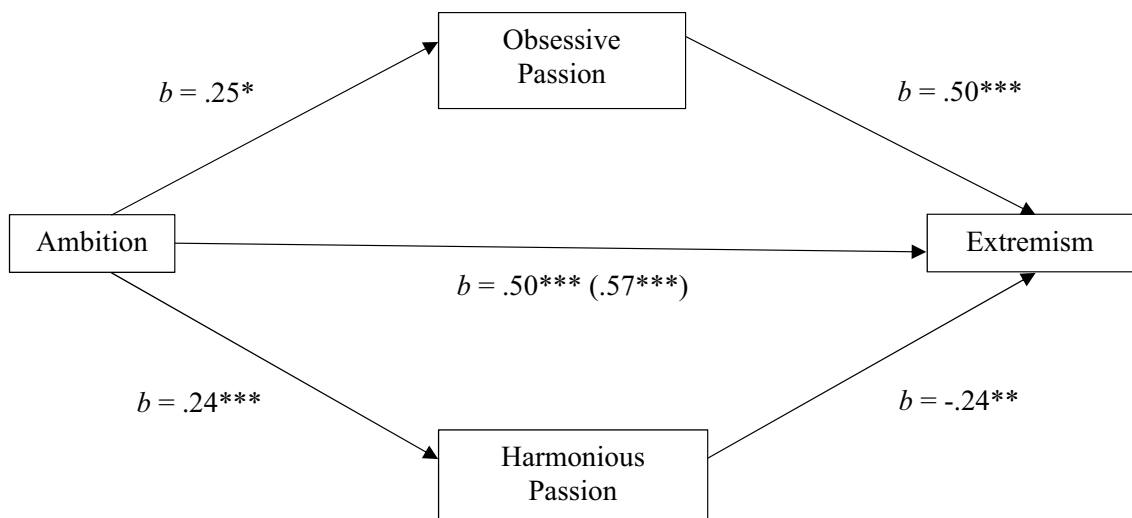 Obsessive
Passion
b = .25*
b = .50***
Ambition
Extremism
b = .50*** (.57***)
b = .24***
b = -.24**
Harmonious
Passion